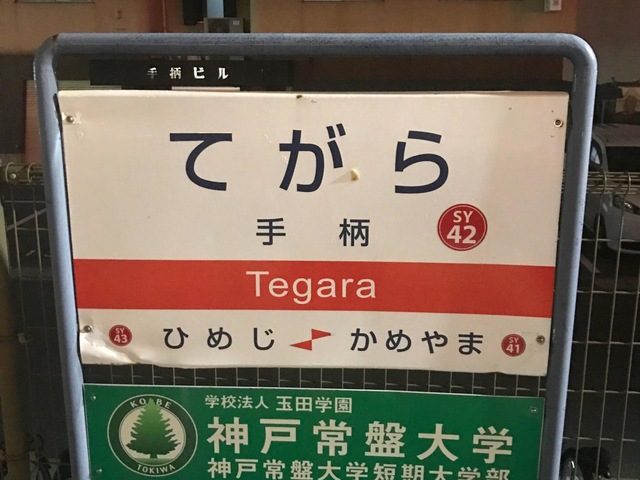 手柄ビル
てがら
手柄
SY
42
Tegara
SY
43
ひめじ
かめやま
SY
41
KOBE
TOKIWA
学校法人 玉田学園
神戸常盤大学
神戸常盤大学短期大学部